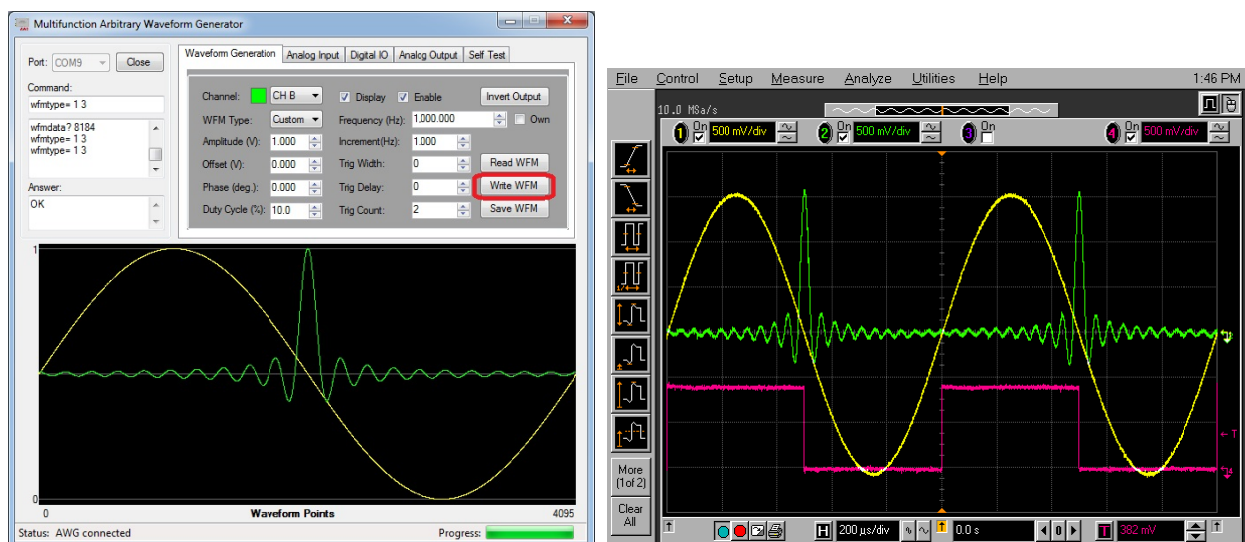 Multifunction Arbitrary Waveform Generator
Port: COM9 Close
Command:
wfmtype= 1 3
wfmdata? 8184
wfmtype= 1 3
wfmtype= 1 3
Answer:
OK
Waveform Generation Analog Input Digital IO Analog Output Self Test
Channel: CH B Display Enable Invert Output
WFM Type: Custom Frequency (Hz): 1,000.000 Own
Amplitude (V): 1.000 Increment(Hz): 1.000
Offset (V): 0.000 Trig Width: 0 Read WFM
Phase (deg.): 0.000 Trig Delay: 0 Write WFM
Duty Cycle (%): 10.0 Trig Count: 2 Save WFM
1
0
0 Waveform Points 4095
Status: AWG connected Progress:
File Control Setup Measure Analyze Utilities Help 1:46 PM
10.0 MSa/s
1 On 500 mV/div 2 On 500 mV/div 3 On 4 On 500 mV/div
T
More
(1of 2)
Clear
All
H 200 µs/div T 0.0 s 0 T 382 mV